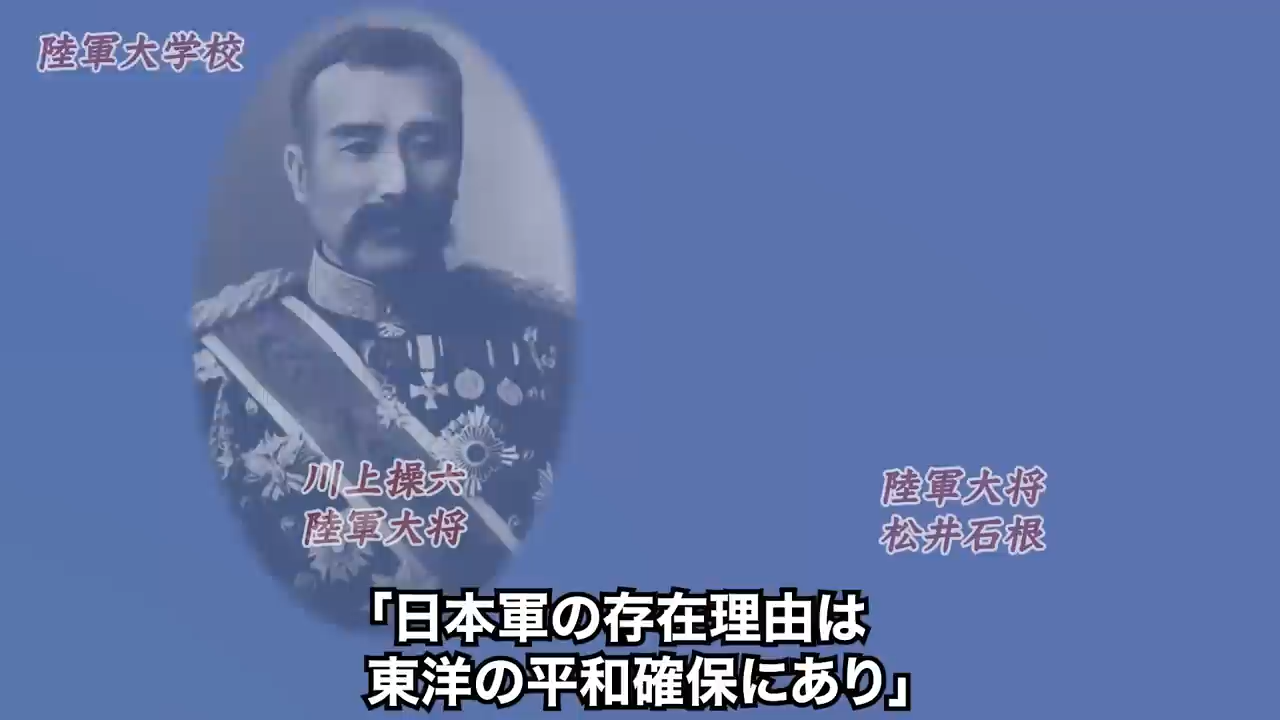 陸軍大学校
川上操六
陸軍大将
陸軍大将
松井石根
「日本軍の存在理由は
東洋の平和確保にあり」